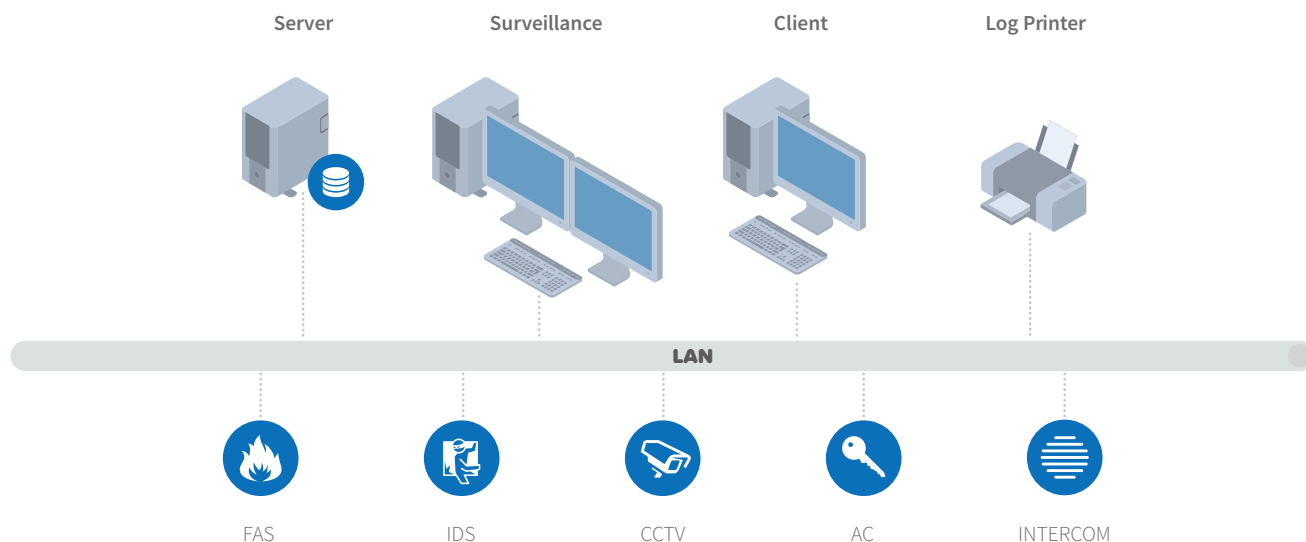 Server
Surveillance
Client
Log Printer
LAN
FAS
IDS
CCTV
AC
INTERCOM